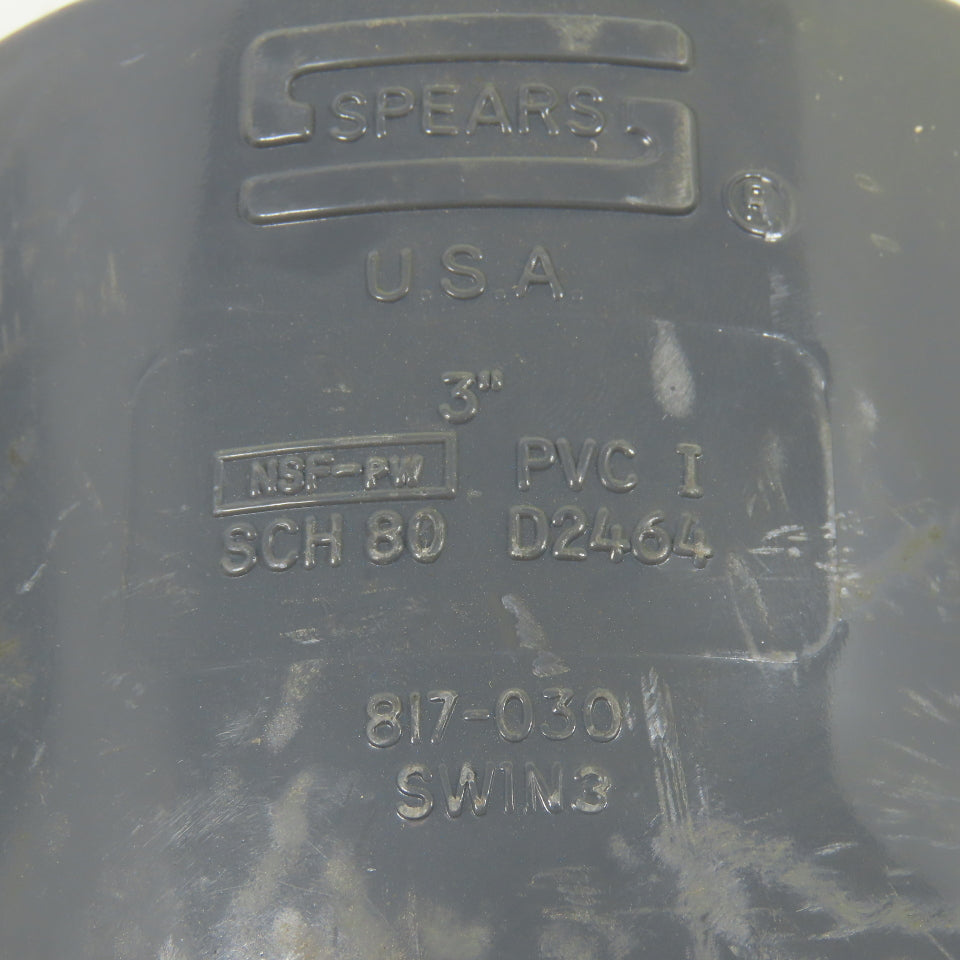 SPEARS
®
U.S.A.
3"
NSF-PW PVC I
SCH 80 D2464
817-030
SW1N3